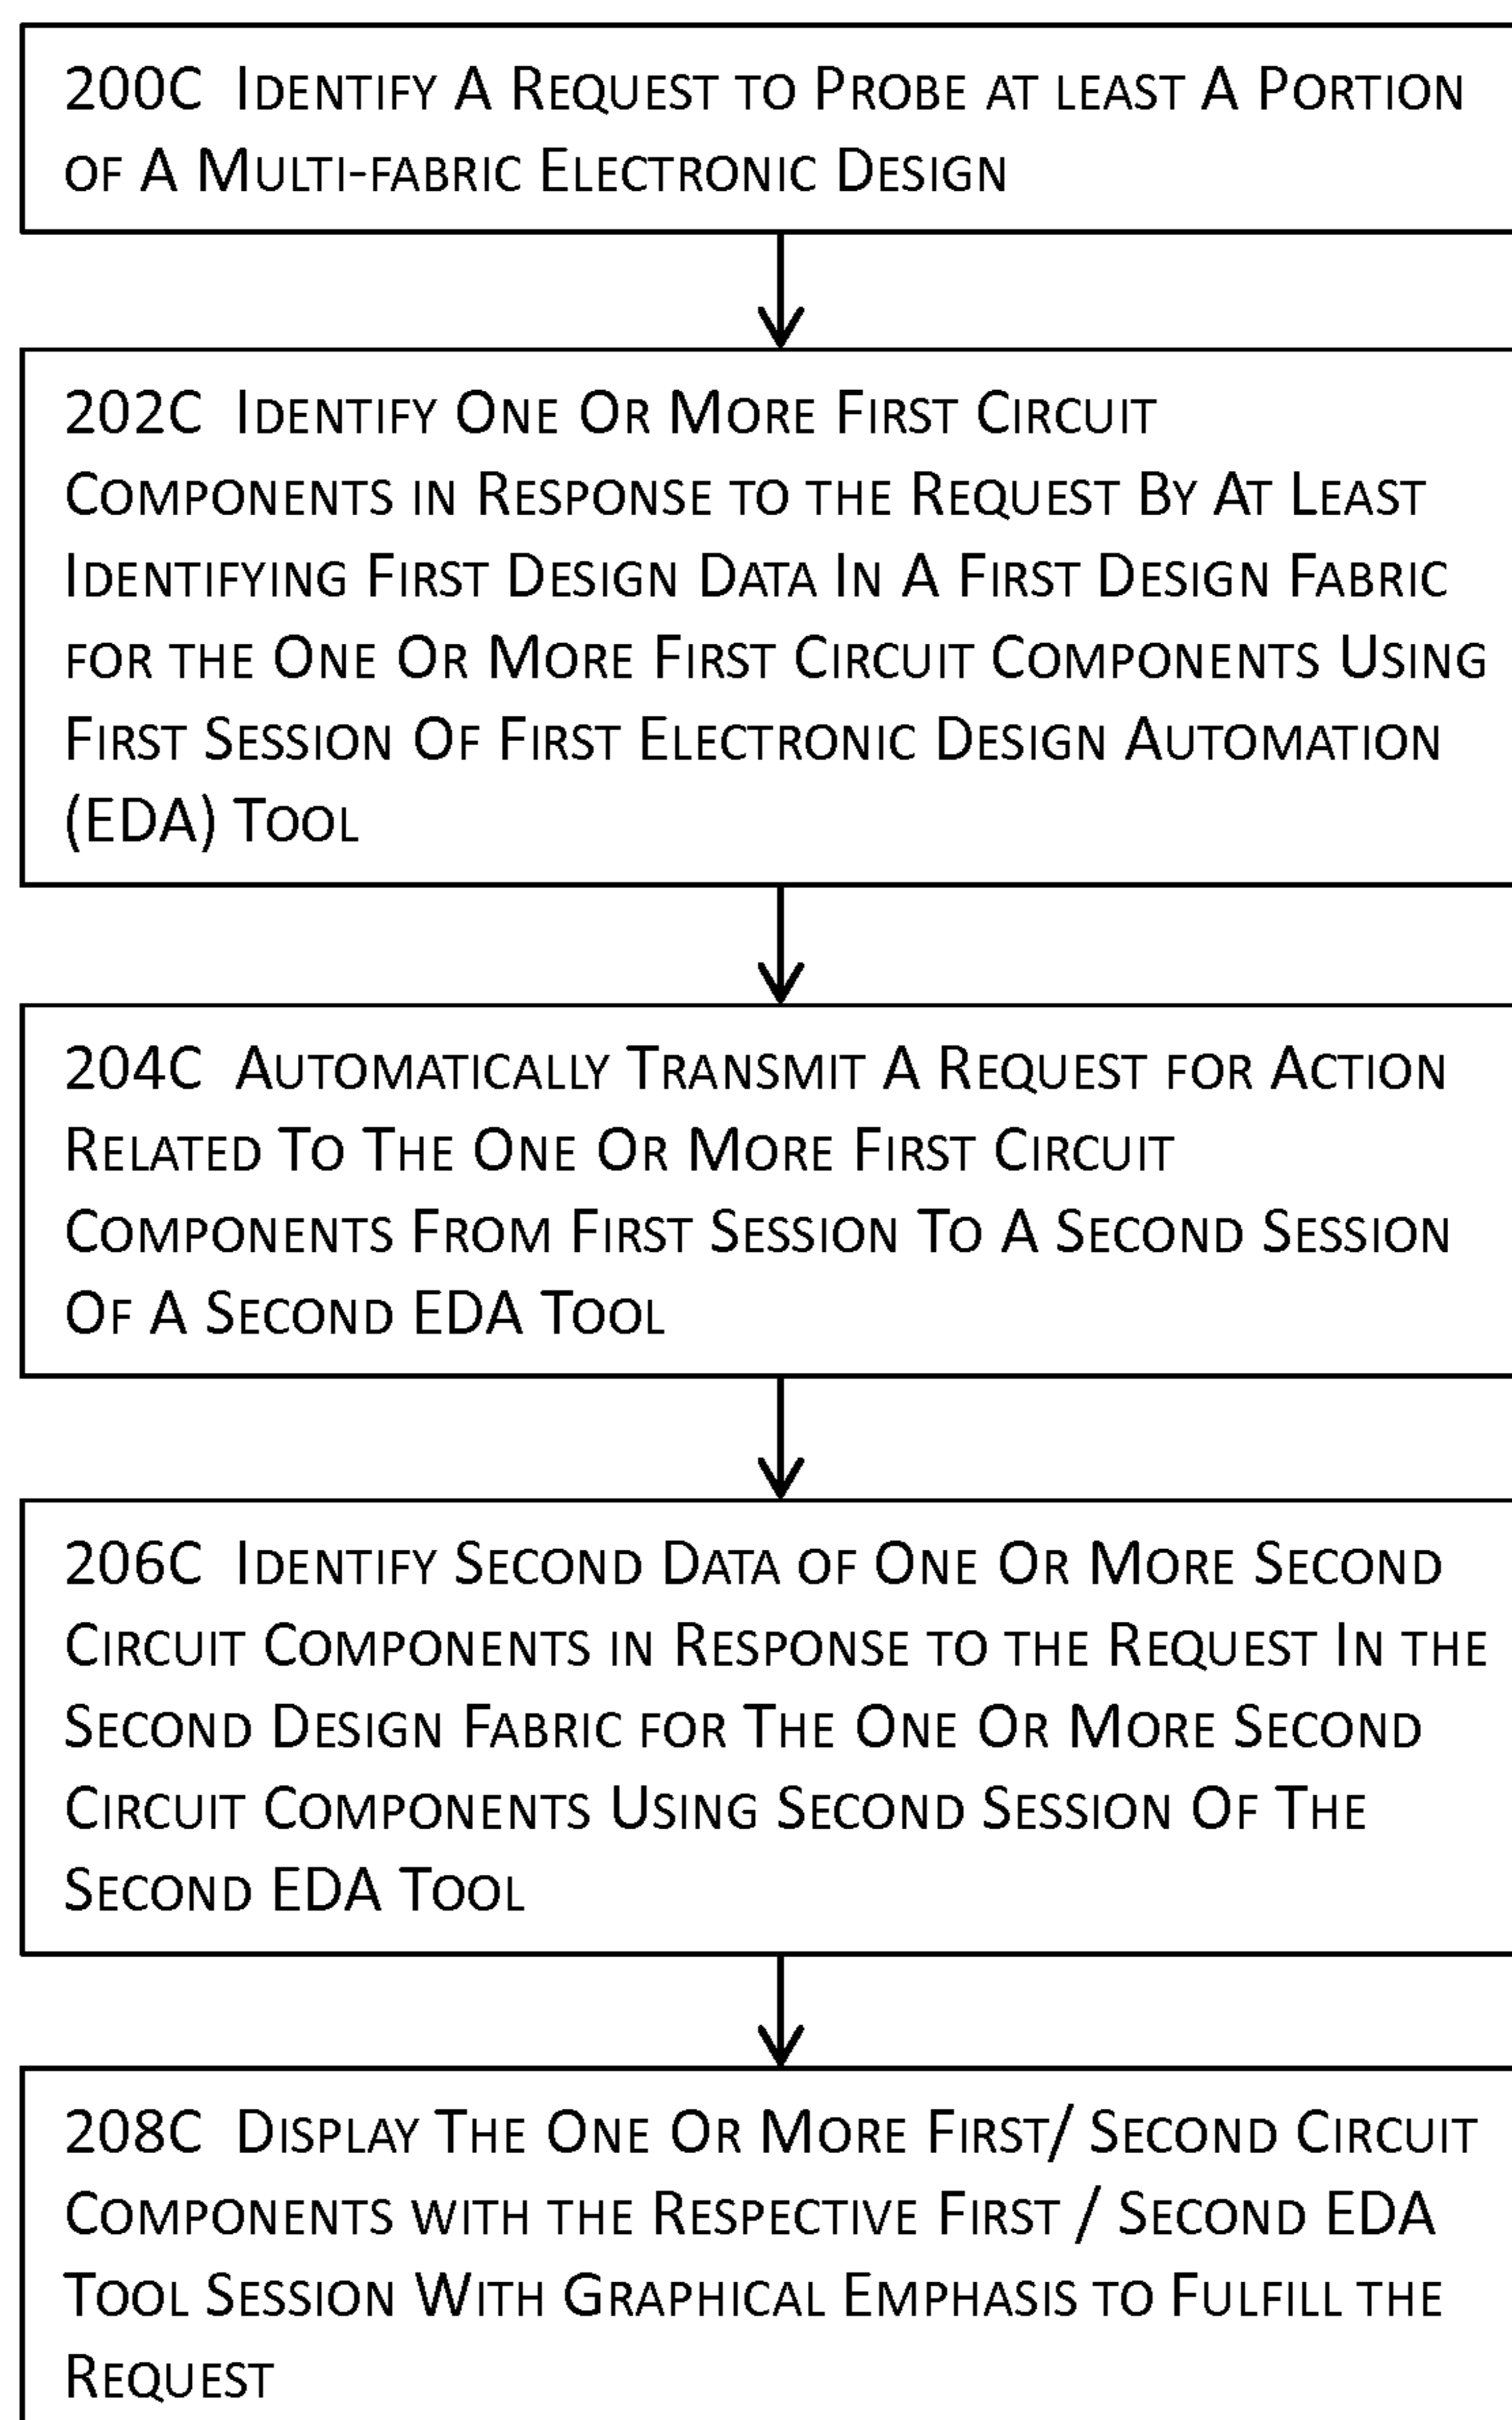 200C Identify A Request to Probe at least A Portion
of A Multi-fabric Electronic Design
202C Identify One Or More First Circuit
Components in Response to the Request By At Least
Identifying First Design Data In A First Design Fabric
for the One Or More First Circuit Components Using
First Session Of First Electronic Design Automation
(EDA) Tool
204C Automatically Transmit A Request for Action
Related To The One Or More First Circuit
Components From First Session To A Second Session
Of A Second EDA Tool
206C Identify Second Data of One Or More Second
Circuit Components in Response to the Request In the
Second Design Fabric for The One Or More Second
Circuit Components Using Second Session Of The
Second EDA Tool
208C Display The One Or More First/ Second Circuit
Components with the Respective First / Second EDA
Tool Session With Graphical Emphasis to Fulfill the
Request